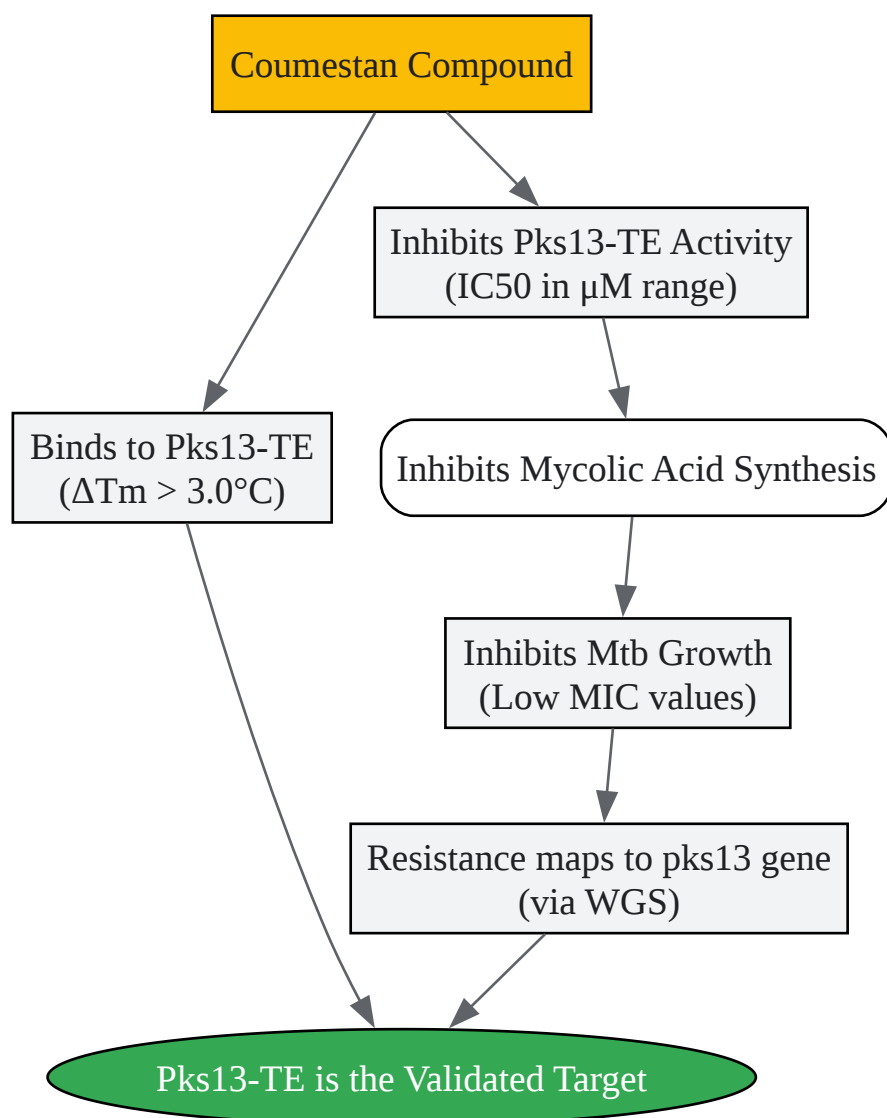 Coumestan Compound
Inhibits Pks13-TE Activity
(IC50 in μM range)
Binds to Pks13-TE
(ΔTm > 3.0°C)
Inhibits Mycolic Acid Synthesis
Inhibits Mtb Growth
(Low MIC values)
Resistance maps to pks13 gene
(via WGS)
Pks13-TE is the Validated Target